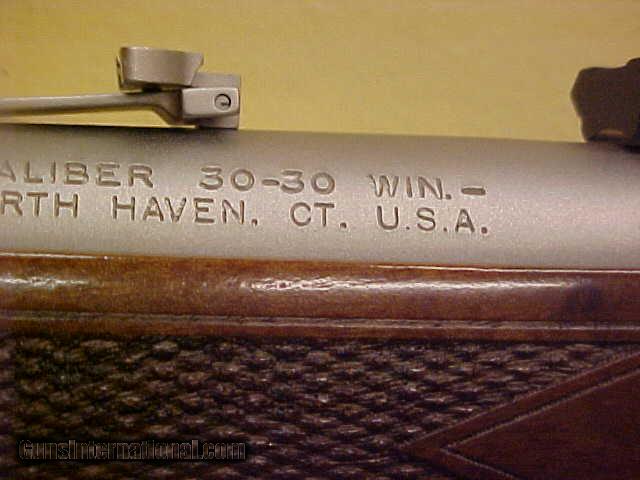 ALIBER 30-30 WIN.-
RTH HAVEN, CT. U.S.A.
GunsInternational.com